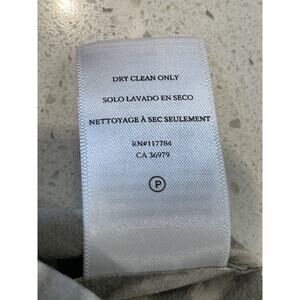 DRY CLEAN ONLY
SOLO LAVADO EN SECO
NETTOYAGE À SEC SEULEMENT
RN#117784
CA 36979
P